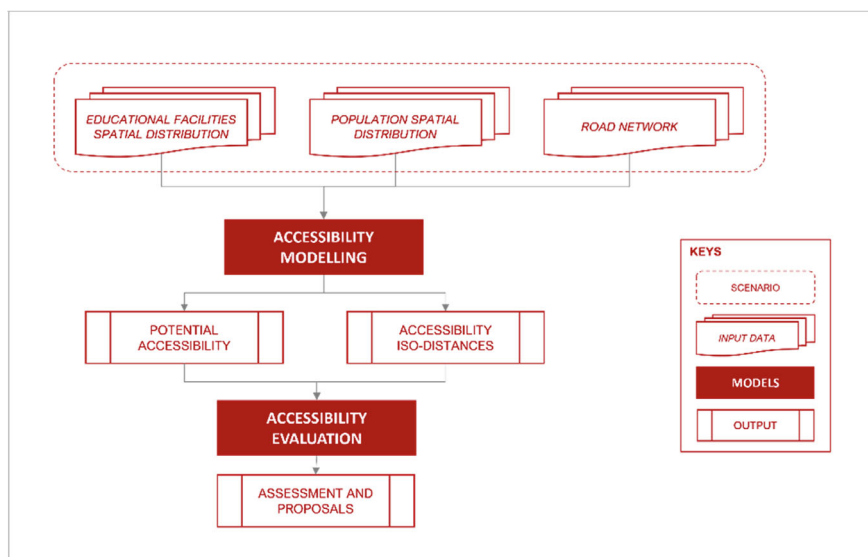 EDUCATIONAL FACILITIES
SPATIAL DISTRIBUTION
POPULATION SPATIAL
DISTRIBUTION
ROAD NETWORK
ACCESSIBILITY
MODELLING
POTENTIAL
ACCESSIBILITY
ACCESSIBILITY
ISO-DISTANCES
ACCESSIBILITY
EVALUATION
ASSESSMENT AND
PROPOSALS
KEYS
SCENARIO
INPUT DATA
MODELS
OUTPUT